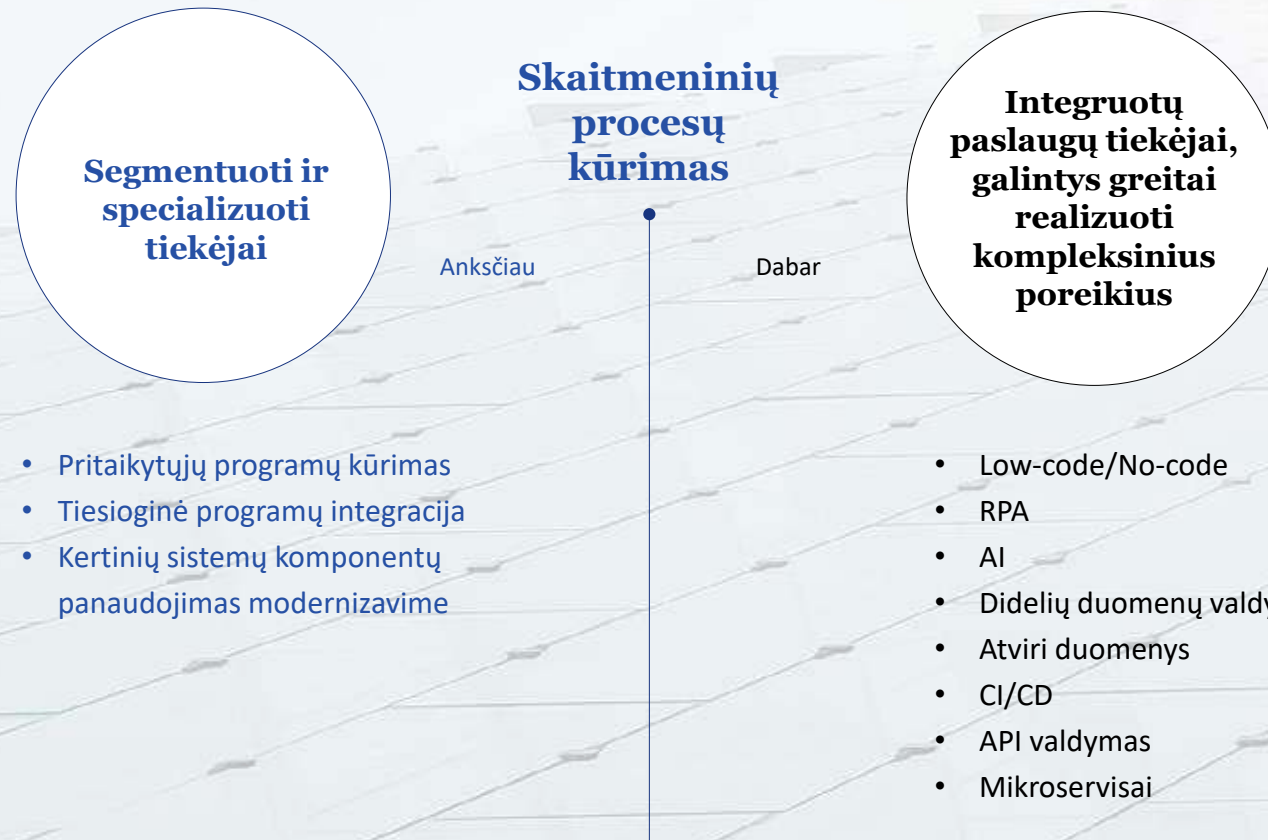 Skaitmeninių
procesų
kūrimas
Segmentuoti ir
specializuoti
tiekėjai
Anksčiau
Dabar
Integruotų
paslaugų tiekėjai,
galintys greitai
realizuoti
kompleksinius
poreikius
• Pritaikytųjų programų kūrimas
• Tiesioginė programų integracija
• Kertinių sistemų komponentų
panaudojimas modernizavime
• Low-code/No-code
• RPA
• AI
• Didelių duomenų
• Atviri duomenys
• CI/CD
• API valdymas
• Mikroservisai